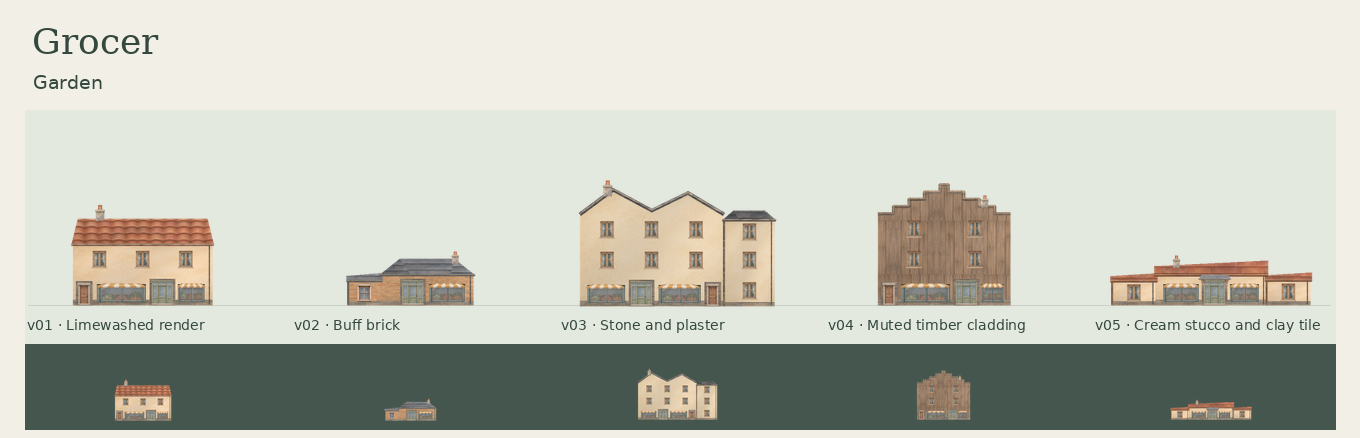 Grocer
Garden
v01 · Limewashed render
v02 · Buff brick
v03 · Stone and plaster
v04 · Muted timber cladding
v05 · Cream stucco and clay tile